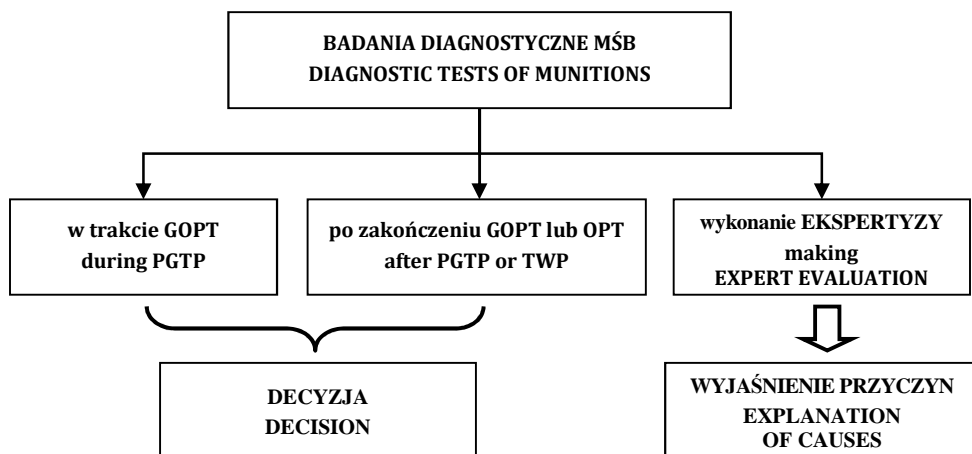 BADANIA DIAGNOSTYCZNE MŚB
DIAGNOSTIC TESTS OF MUNITIONS
w trakcie GOPT
during PGTP
po zakończeniu GOPT lub OPT
after PGTP or TWP
wykonanie EKSPERTYZY
making
EXPERT EVALUATION
DECYZJA
DECISION
WYJAŚNIENIE PRZYCZYN
EXPLANATION
OF CAUSES